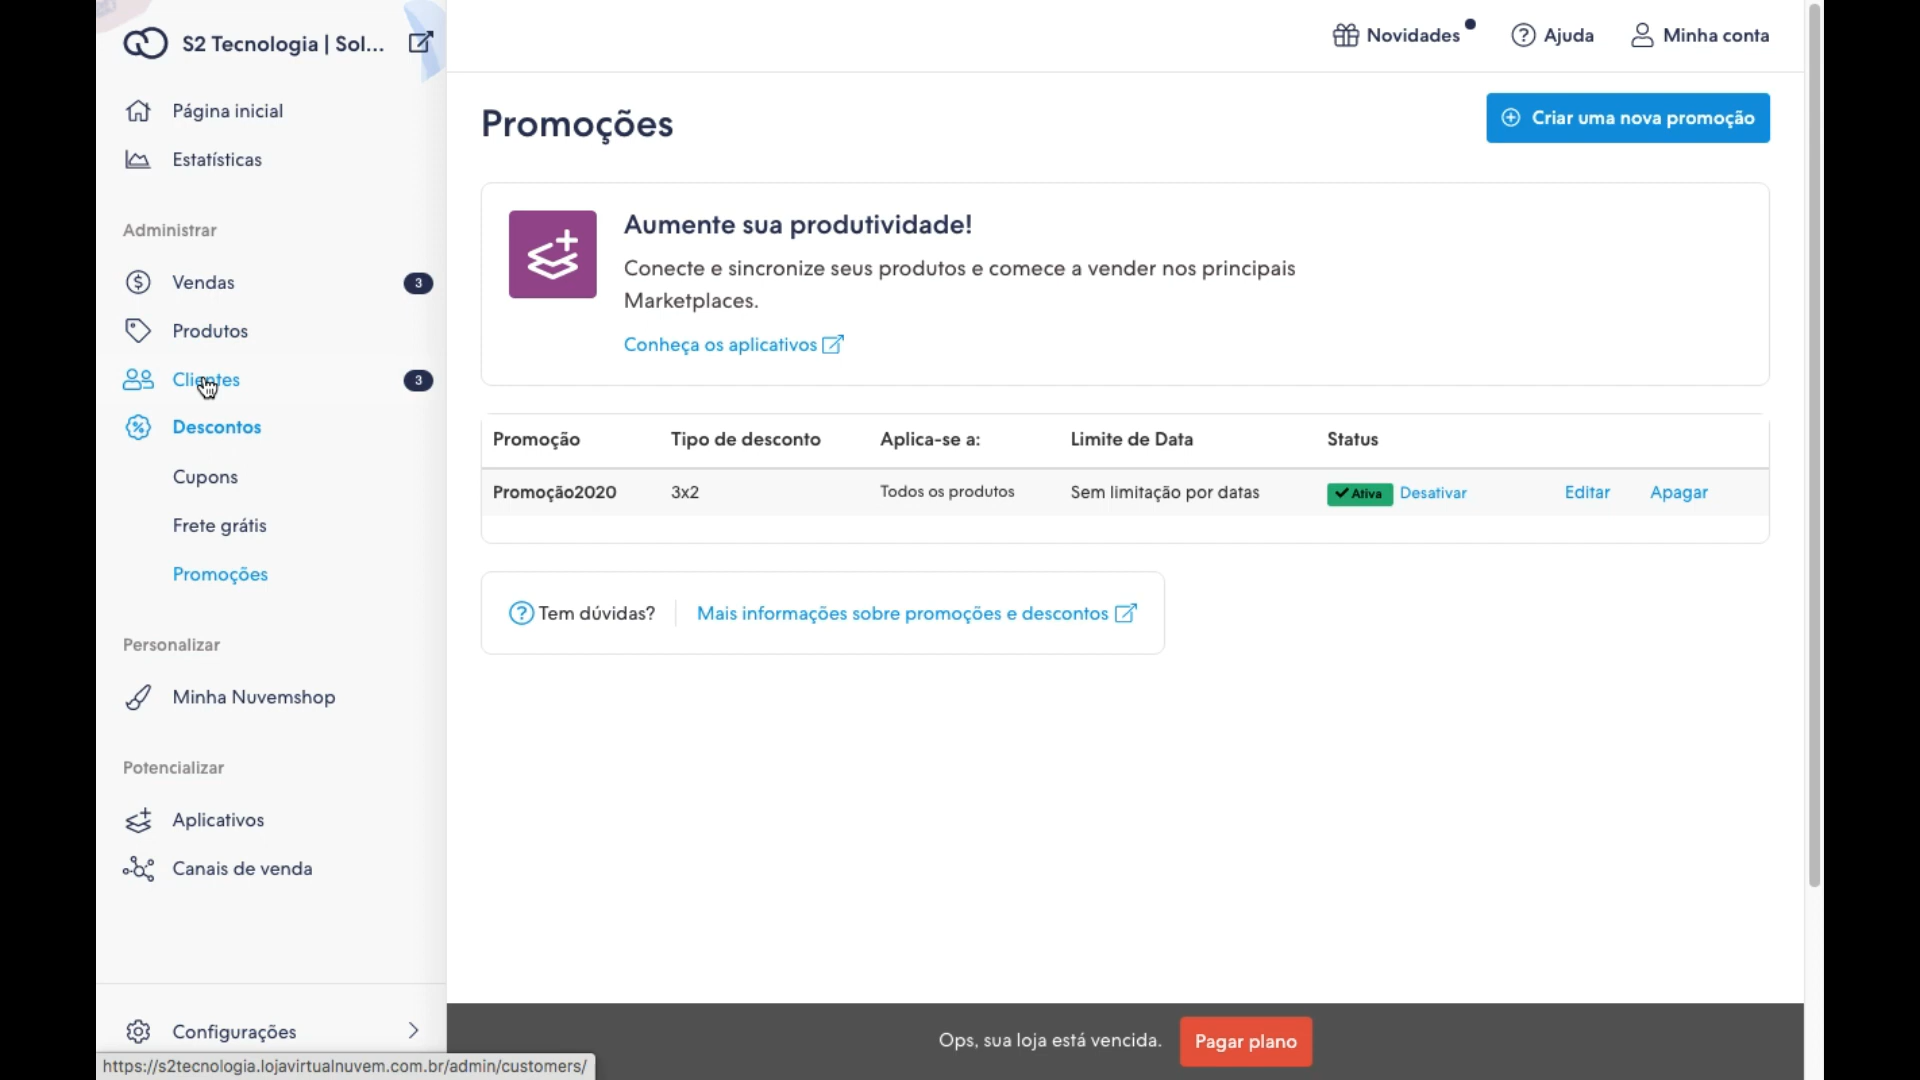 S2 Tecnologia | Sol...
Novidades
Ajuda
Minha conta
Página inicial
Estatísticas
Administrar
Vendas
3
Produtos
Clientes
3
Descontos
Cupons
Frete grátis
Promoções
Personalizar
Minha Nuvemshop
Potencializar
Aplicativos
Canais de venda
Configurações
https://s2tecnologia.lojavirtualnuvem.com.br/admin/customers/
Promoções
Criar uma nova promoção
Aumente sua produtividade!
Conecte e sincronize seus produtos e comece a vender nos principais
Marketplaces.
Conheça os aplicativos
Promoção Tipo de desconto Aplica-se a: Limite de Data Status
Promoção2020 3x2 Todos os produtos Sem limitação por datas Ativa Desativar Editar Apagar
Tem dúvidas? Mais informações sobre promoções e descontos
Ops, sua loja está vencida. Pagar plano